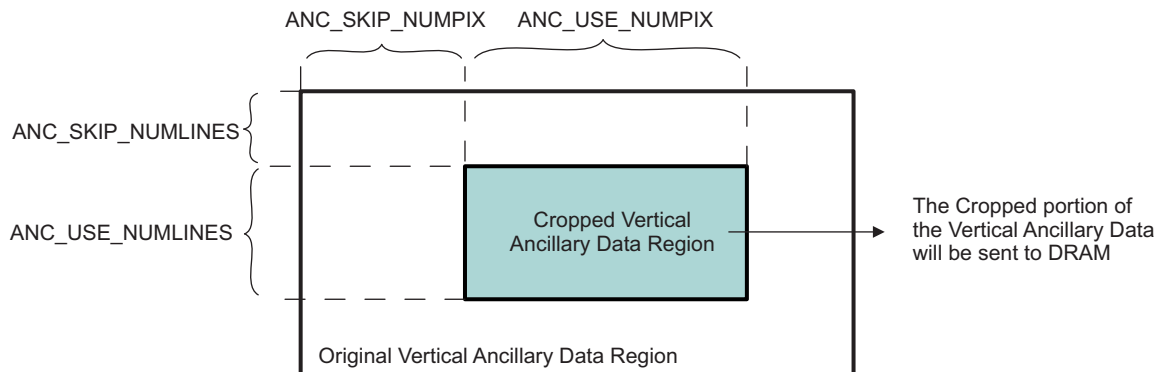 ANC_SKIP_NUMPIX
ANC_USE_NUMPIX
ANC_SKIP_NUMLINES
ANC_USE_NUMLINES
Cropped Vertical
Ancillary Data Region
The Cropped portion of
the Vertical Ancillary Data
will be sent to DRAM
Original Vertical Ancillary Data Region